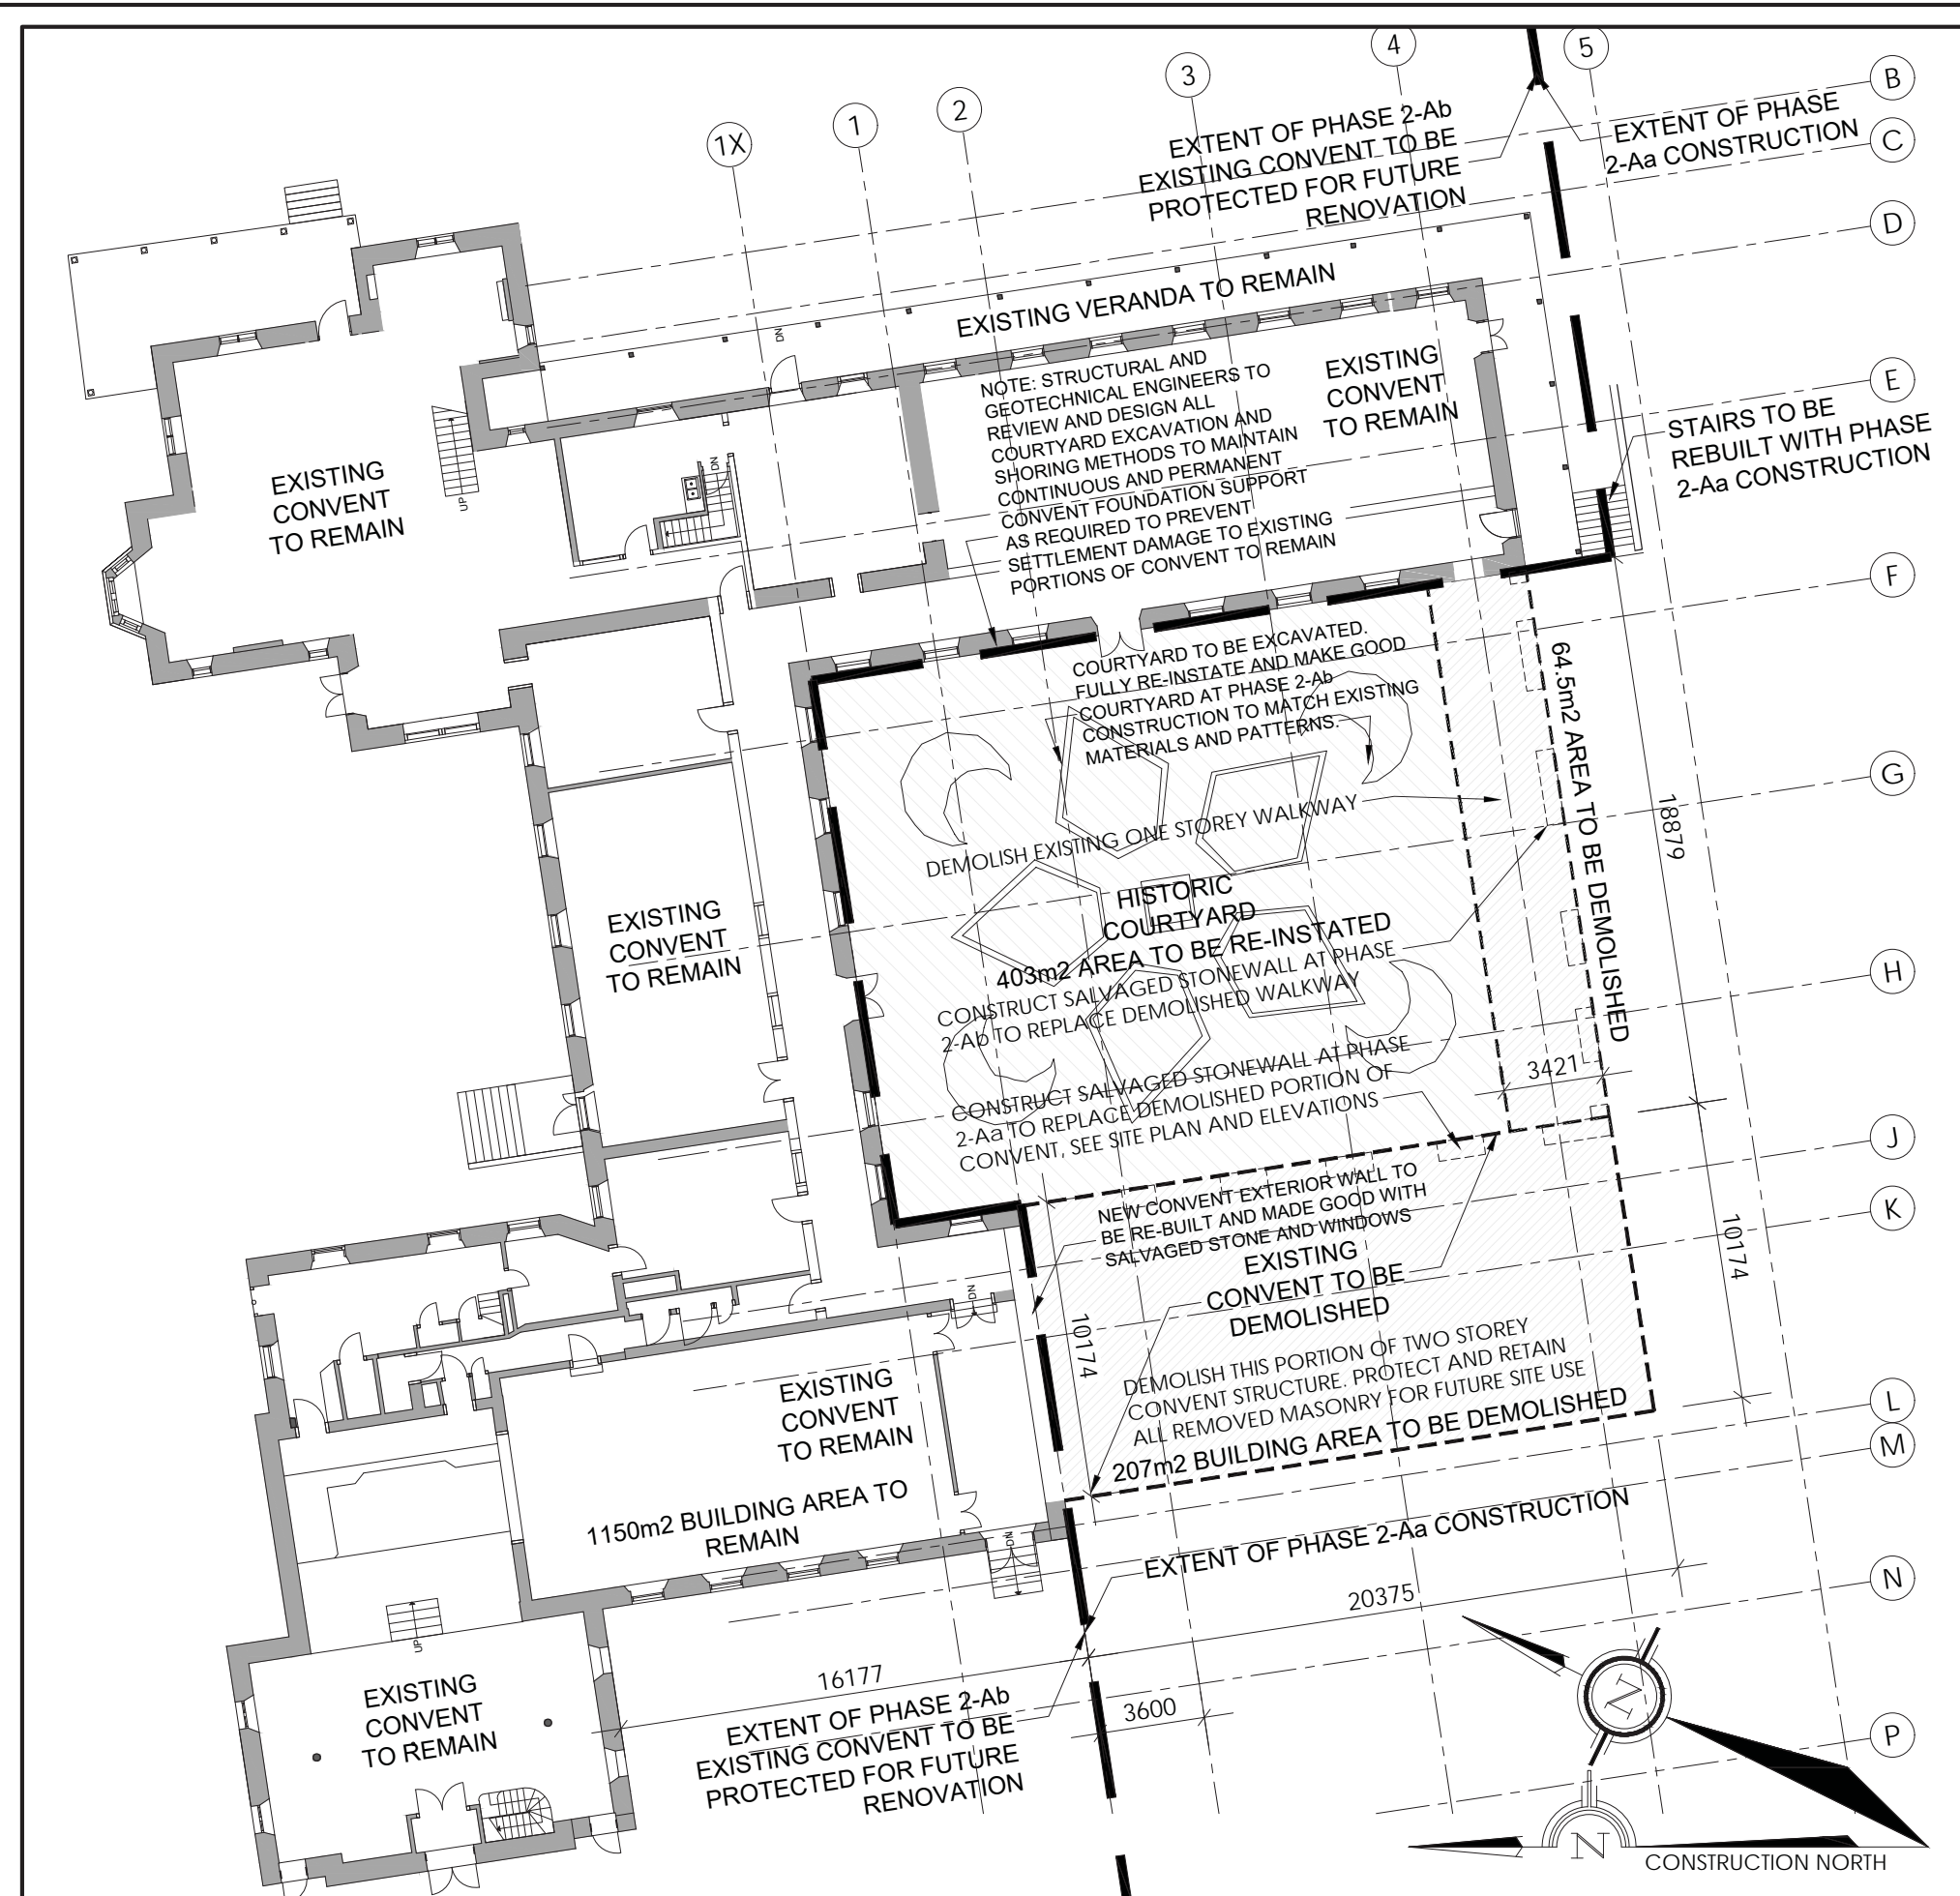 1X
1
2
3
4
5
B
C
D
E
F
G
H
J
K
L
M
N
P
EXTENT OF PHASE 2-Ab
EXISTING CONVENT TO BE
PROTECTED FOR FUTURE
RENOVATION
EXTENT OF PHASE
2-Aa CONSTRUCTION
EXISTING VERANDA TO REMAIN
DN
NOTE: STRUCTURAL AND
GEOTECHNICAL ENGINEERS TO
REVIEW AND DESIGN ALL
COURTYARD EXCAVATION AND
SHORING METHODS TO MAINTAIN
CONTINUOUS AND PERMANENT
CONVENT FOUNDATION SUPPORT
AS REQUIRED TO PREVENT
SETTLEMENT DAMAGE TO EXISTING
PORTIONS OF CONVENT TO REMAIN
EXISTING
CONVENT
TO REMAIN
STAIRS TO BE
REBUILT WITH PHASE
2-Aa CONSTRUCTION
EXISTING
CONVENT
TO REMAIN
UP
DN
COURTYARD TO BE EXCAVATED.
FULLY RE-INSTATE AND MAKE GOOD
COURTYARD AT PHASE 2-Ab
CONSTRUCTION TO MATCH EXISTING
MATERIALS AND PATTERNS.
64.5m2 AREA TO BE DEMOLISHED
18879
DEMOLISH EXISTING ONE STOREY WALKWAY
HISTORIC
COURTYARD
403m2 AREA TO BE RE-INSTATED
CONSTRUCT SALVAGED STONEWALL AT PHASE
2-Ab TO REPLACE DEMOLISHED WALKWAY
EXISTING
CONVENT
TO REMAIN
3421
CONSTRUCT SALVAGED STONEWALL AT PHASE
2-Aa TO REPLACE DEMOLISHED PORTION OF
CONVENT, SEE SITE PLAN AND ELEVATIONS
NEW CONVENT EXTERIOR WALL TO
BE RE-BUILT AND MADE GOOD WITH
SALVAGED STONE AND WINDOWS
EXISTING
CONVENT TO BE
DEMOLISHED
10174
10174
DN
DEMOLISH THIS PORTION OF TWO STOREY
CONVENT STRUCTURE. PROTECT AND RETAIN
ALL REMOVED MASONRY FOR FUTURE SITE USE
207m2 BUILDING AREA TO BE DEMOLISHED
EXISTING
CONVENT
TO REMAIN
1150m2 BUILDING AREA TO
REMAIN
DN
EXTENT OF PHASE 2-Aa CONSTRUCTION
20375
UP
16177
3600
EXISTING
CONVENT
TO REMAIN
EXTENT OF PHASE 2-Ab
EXISTING CONVENT TO BE
PROTECTED FOR FUTURE
RENOVATION
N
N
CONSTRUCTION NORTH